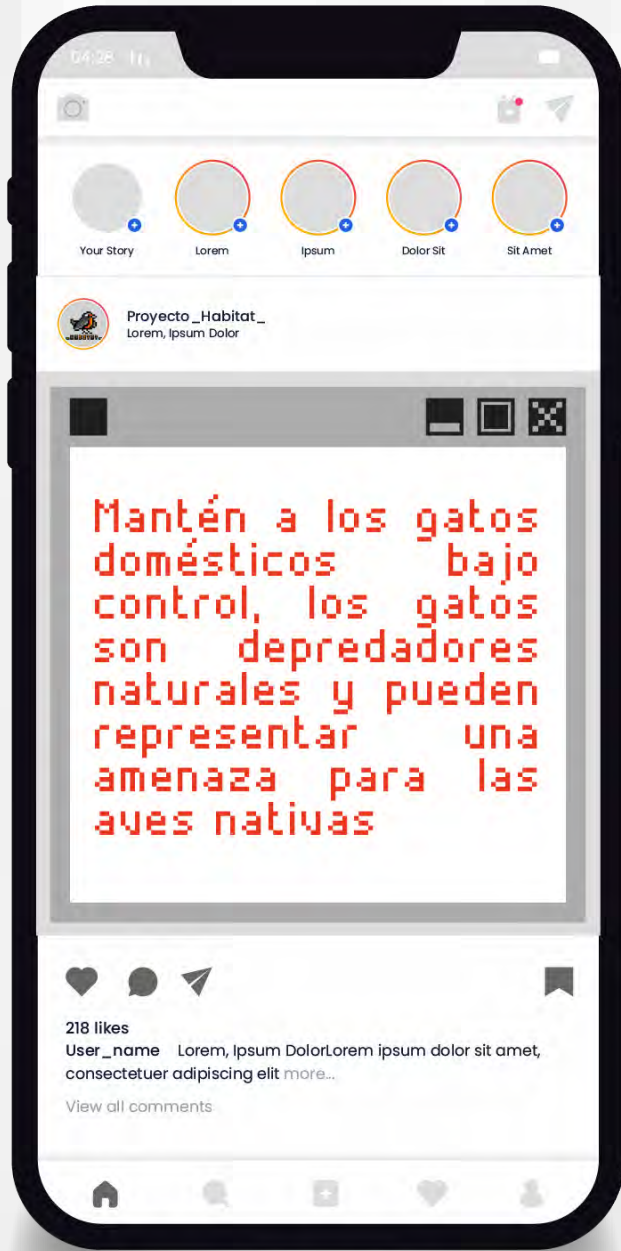 04:28
Your Story
Lorem
Ipsum
Dolor Sit
Sit Amet
Proyecto_Habitat_
Lorem, Ipsum Dolor
Mantén a los gatos
domésticos bajo
control, los gatos
son depredadores
naturales y pueden
representar una
amenaza para las
aves nativas
218 likes
User_name Lorem, Ipsum DolorLorem ipsum dolor sit amet,
consectetuer adipiscing elit more...
View all comments